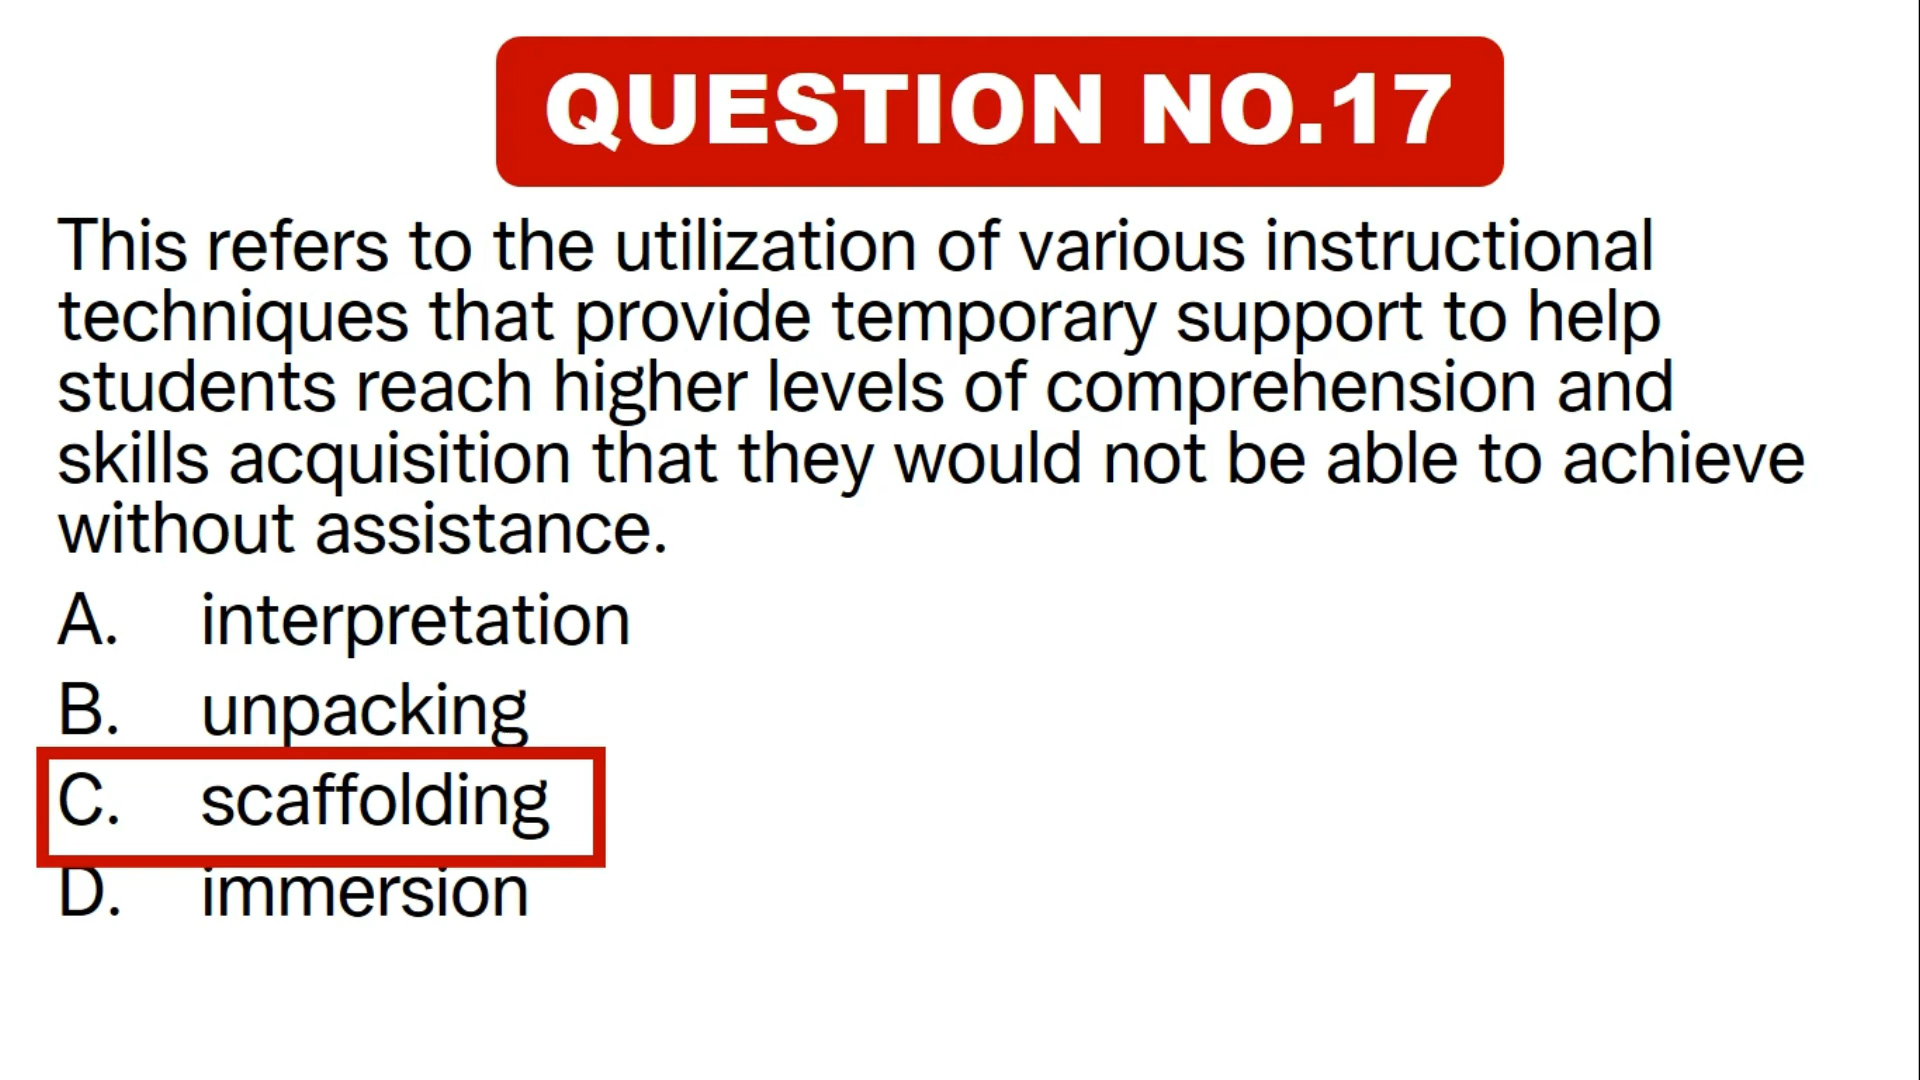 QUESTION NO.17
This refers to the utilization of various instructional
techniques that provide temporary support to help
students reach higher levels of comprehension and
skills acquisition that they would not be able to achieve
without assistance.
A. interpretation
B. unpacking
C. scaffolding
D. immersion